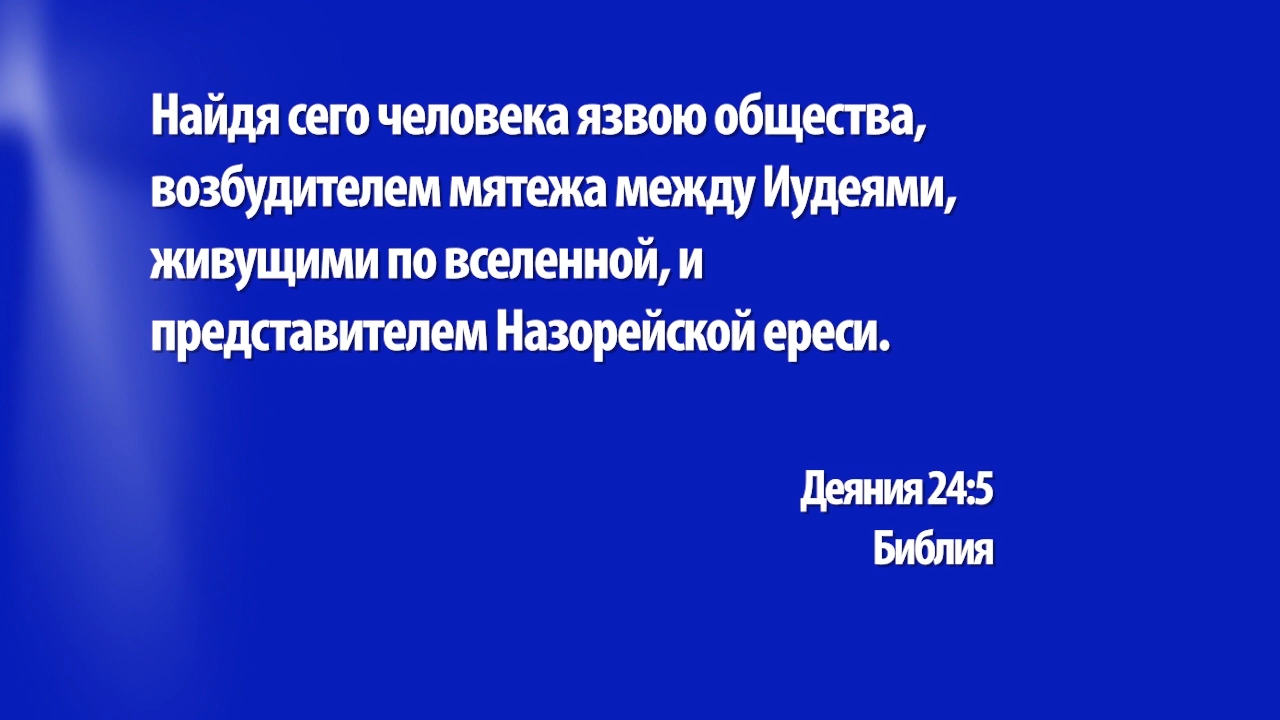 Найдя сего человека язвою общества,
возбудителем мятежа между Иудеями,
живущими по вселенной, и
представителем Назорейской ереси.
Деяния 24:5
Библия